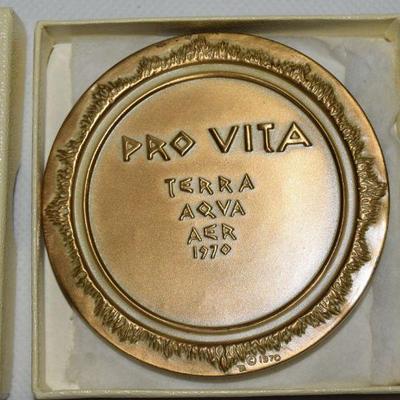 PRO VITA
TERRA
AQVA
AER
1970
© 1970